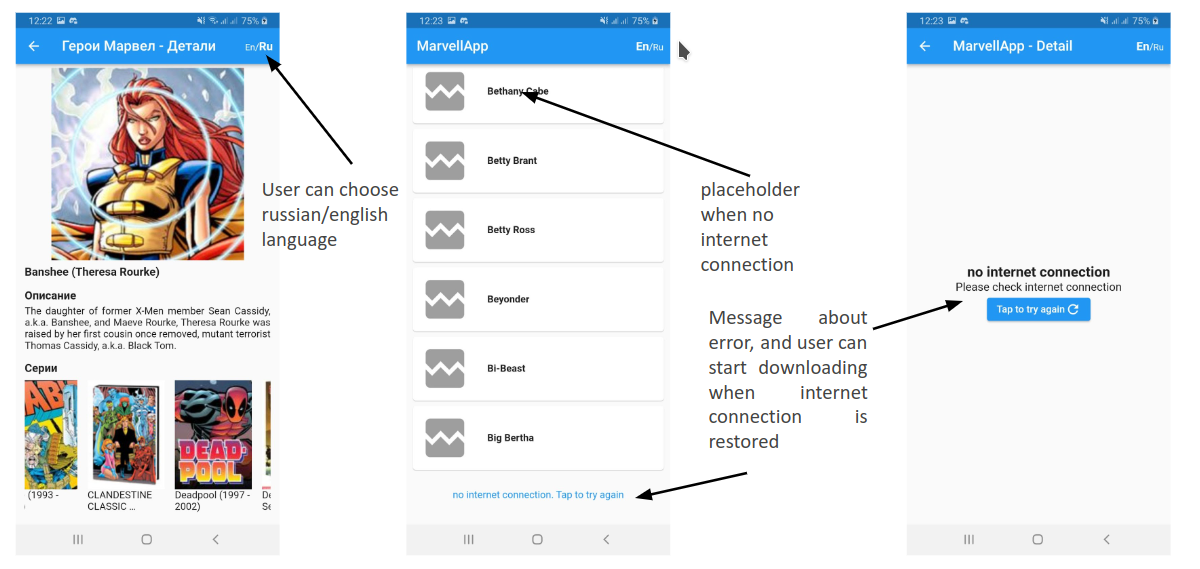 12:22
75%
Герои Марвел - Детали
En/Ru
Banshee (Theresa Rourke)
Описание
The daughter of former X-Men member Sean Cassidy,
a.k.a. Banshee, and Maeve Rourke, Theresa Rourke was
raised by her first cousin once removed, mutant terrorist
Thomas Cassidy, a.k.a. Black Tom.
Серии
DEAD-
POOL
(1993 -
)
CLANDESTINE
CLASSIC ...
Deadpool (1997 -
2002)
De
Se
User can choose
russian/english
language
12:23
75%
MarvellApp
En/Ru
Bethany Cabe
Betty Brant
Betty Ross
Beyonder
Bi-Beast
Big Bertha
no internet connection. Tap to try again
placeholder
when no
internet
connection
Message about
error, and user can
start downloading
when internet
connection is
restored
12:23
75%
MarvellApp - Detail
En/Ru
no internet connection
Please check internet connection
Tap to try again